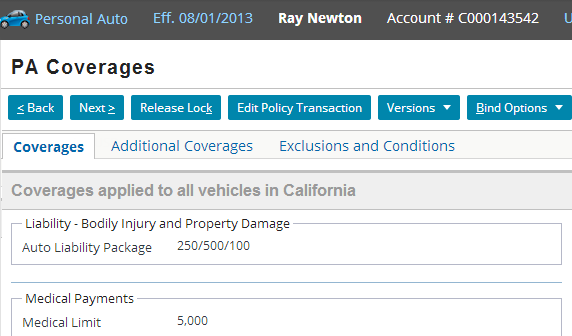 Personal Auto Eff. 08/01/2013 Ray Newton Account # C000143542 U
PA Coverages
< Back Next > Release Lock Edit Policy Transaction Versions Bind Options
Coverages Additional Coverages Exclusions and Conditions
Coverages applied to all vehicles in California
Liability - Bodily Injury and Property Damage
Auto Liability Package 250/500/100
Medical Payments
Medical Limit 5,000